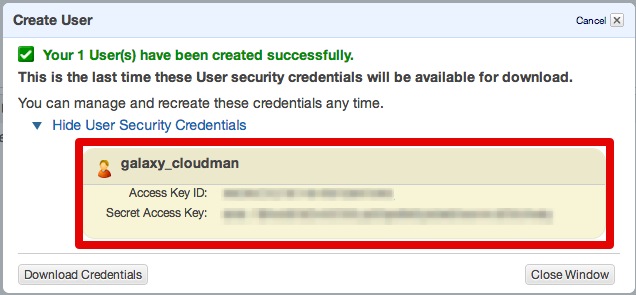 Create User
Cancel
Your 1 User(s) have been created successfully.
This is the last time these User security credentials will be available for download.
You can manage and recreate these credentials any time.
Hide User Security Credentials
galaxy_cloudman
Access Key ID:
Secret Access Key:
Download Credentials
Close Window